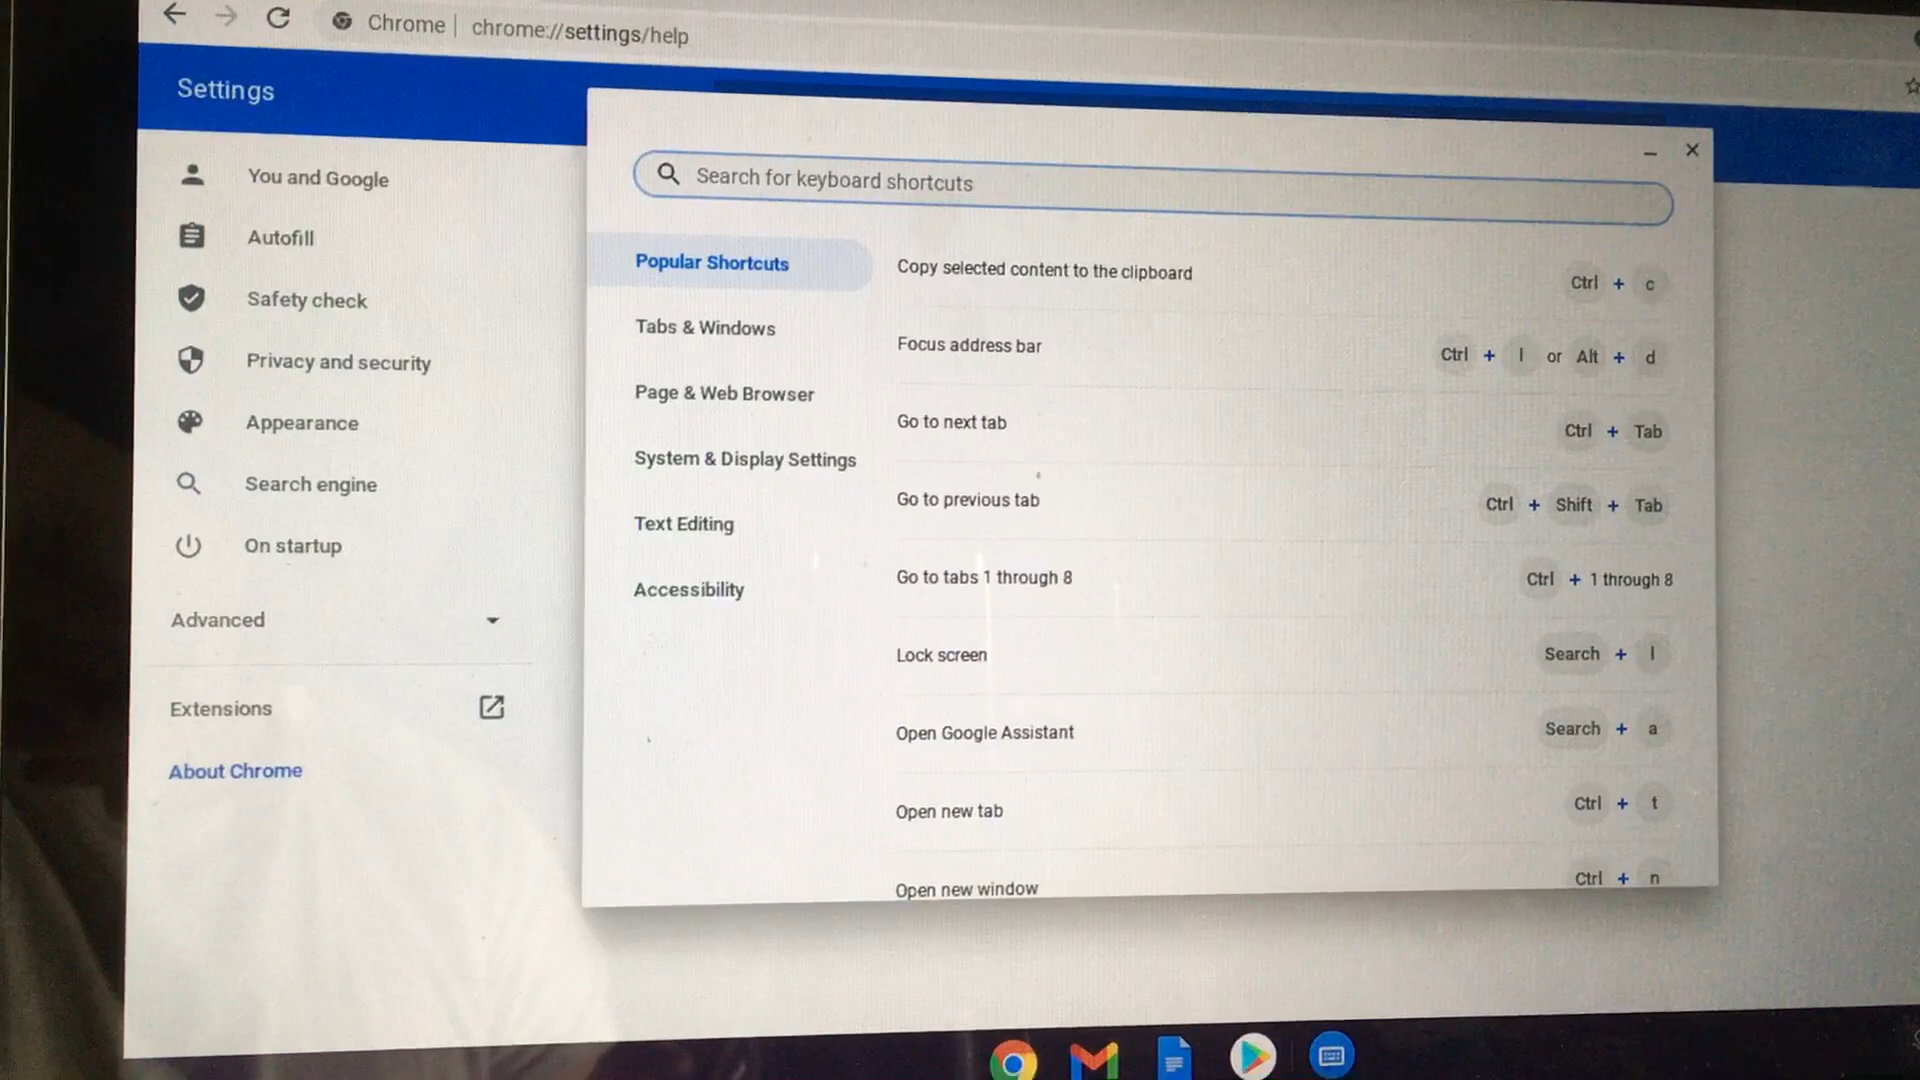 Chrome | chrome://settings/help
Settings
You and Google
Autofill
Safety check
Privacy and security
Appearance
Search engine
On startup
Advanced
Extensions
About Chrome
Search for keyboard shortcuts
Popular Shortcuts
Tabs & Windows
Page & Web Browser
System & Display Settings
Text Editing
Accessibility
Copy selected content to the clipboard Ctrl + c
Focus address bar Ctrl + l or Alt + d
Go to next tab Ctrl + Tab
Go to previous tab Ctrl + Shift + Tab
Go to tabs 1 through 8 Ctrl + 1 through 8
Lock screen Search + l
Open Google Assistant Search + a
Open new tab Ctrl + t
Open new window Ctrl + n